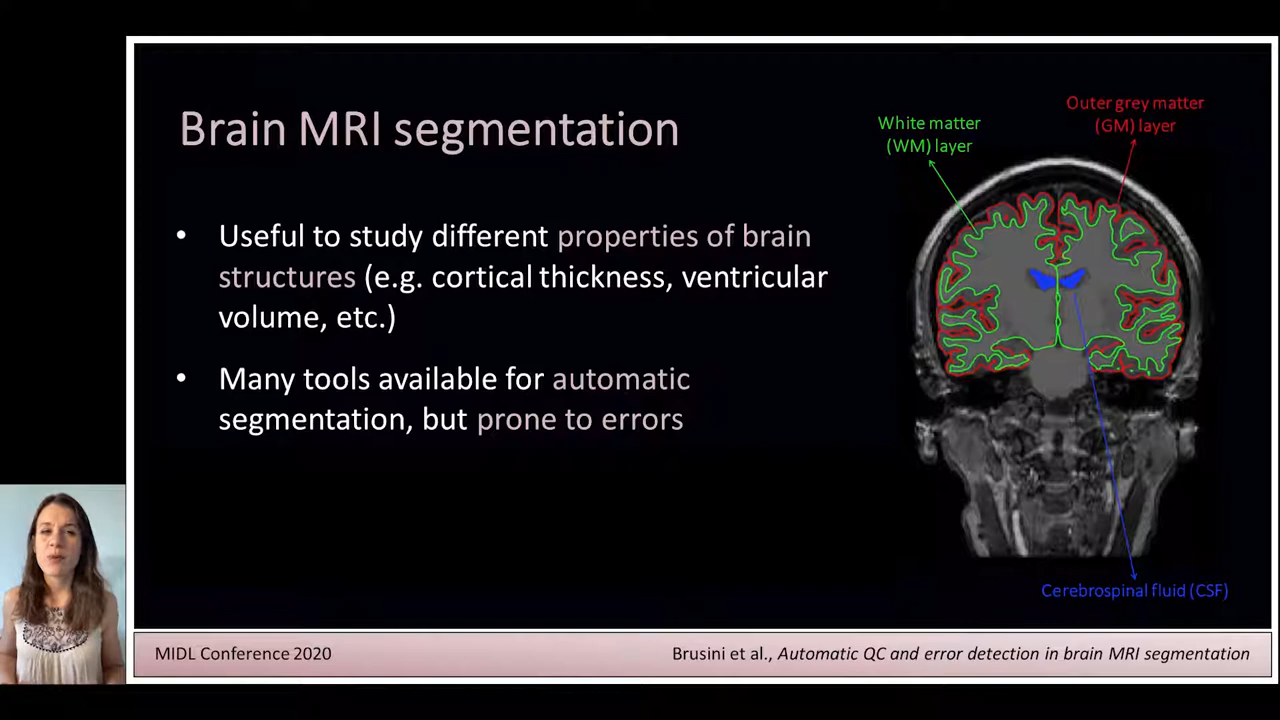 Brain MRI segmentation
• Useful to study different properties of brain
structures (e.g. cortical thickness, ventricular
volume, etc.)
• Many tools available for automatic
segmentation, but prone to errors
White matter
(WM) layer
Outer grey matter
(GM) layer
Cerebrospinal fluid (CSF)
MIDL Conference 2020
Brusini et al., Automatic QC and error detection in brain MRI segmentation